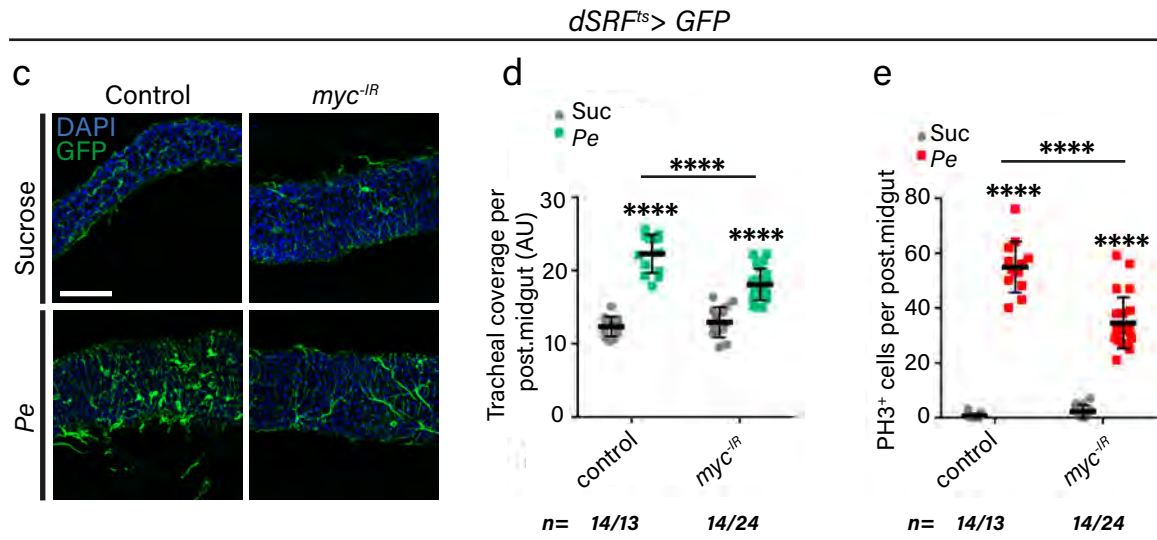 dSRFts> GFP
c
Control
myc-IR
DAPI
GFP
Sucrose
Pe
d
Suc
Pe
****
****
****
Tracheal coverage per
post.midgut (AU)
30
20
10
0
control
myc-IR
n= 14/13 14/24
e
Suc
Pe
****
****
****
PH3+ cells per post.midgut
80
60
40
20
0
control
myc-IR
n= 14/13 14/24